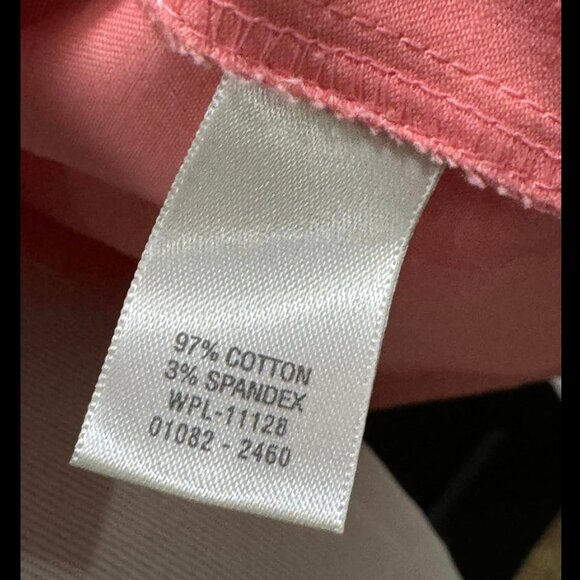 97% COTTON
3% SPANDEX
WPL-11128
01082 - 2460